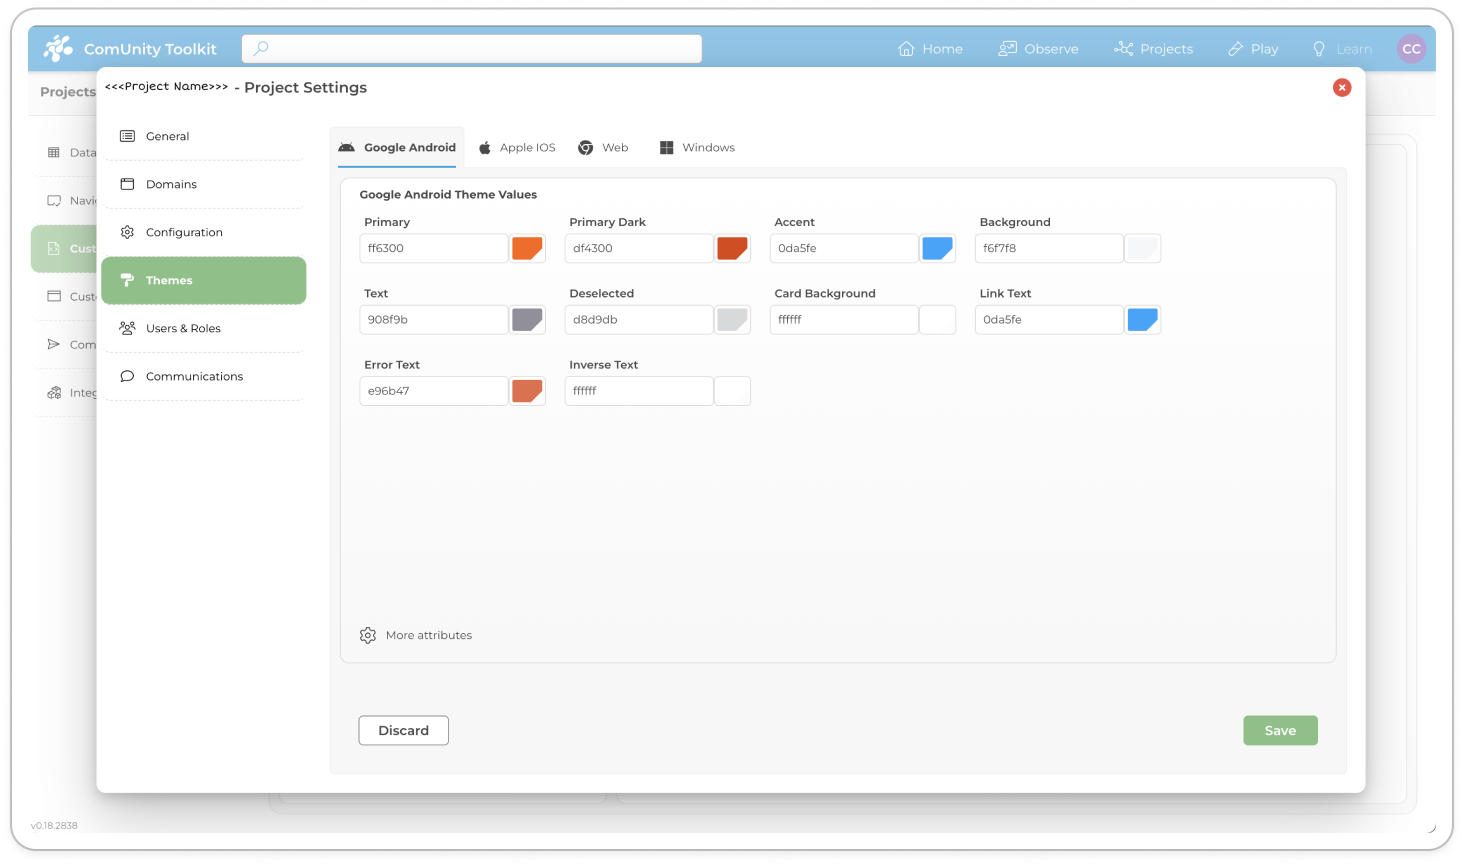 ComUnity Toolkit
Home
Observe
Projects
Play
Learn
CC
Projects
<<<Project Name>>> - Project Settings
Data
Navi
Cust
Cust
Com
Integ
General
Domains
Configuration
Themes
Users & Roles
Communications
Google Android
Apple IOS
Web
Windows
Google Android Theme Values
Primary
Primary Dark
Accent
Background
ff6300
df4300
0da5fe
f6f7f8
Text
Deselected
Card Background
Link Text
908f9b
d8d9db
ffffff
0da5fe
Error Text
Inverse Text
e96b47
ffffff
More attributes
Discard
Save
v0.18.2838